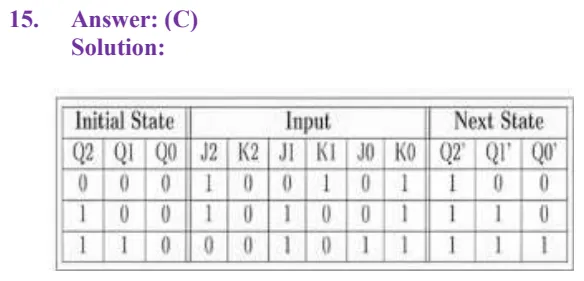 15. Answer: (C)
Solution:
Initial State Input Next State
Q2 Q1 Q0 J2 K2 J1 K1 J0 K0 Q2' Q1' Q0'
0 0 0 1 0 0 1 0 1 1 0 0
1 0 0 1 0 1 0 0 1 1 1 0
1 1 0 0 0 1 0 1 1 1 1 1